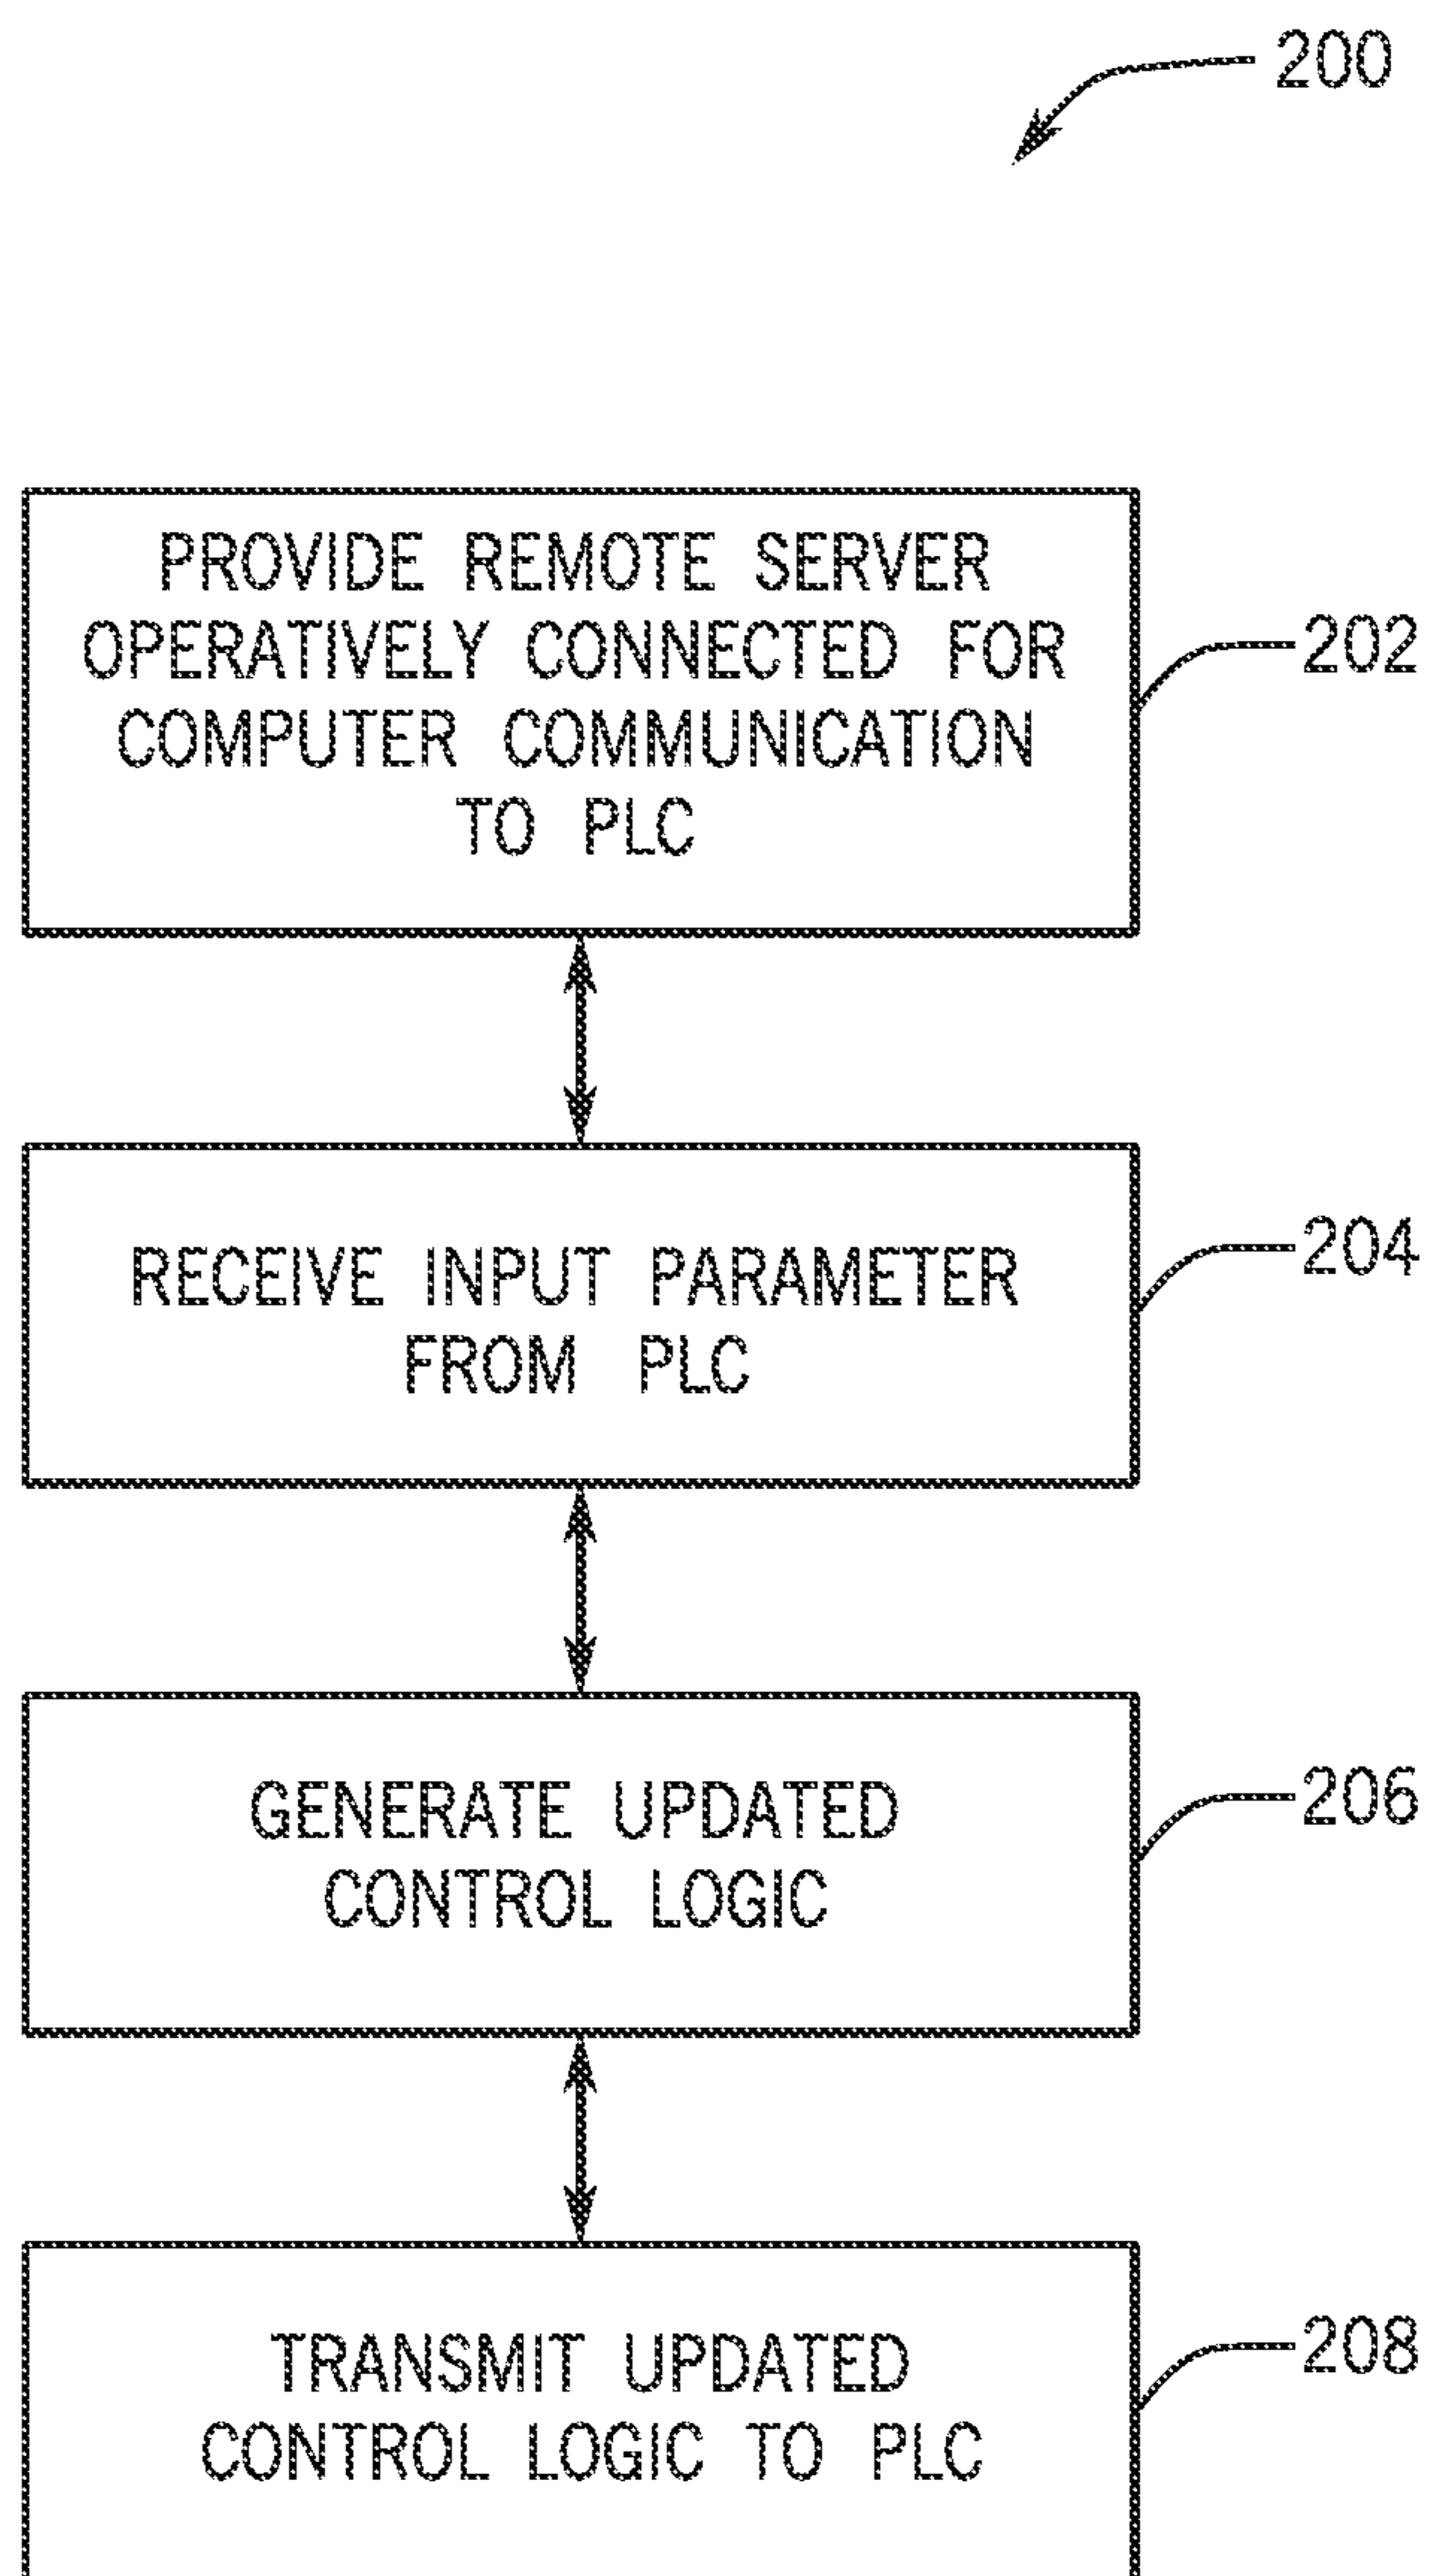 200
PROVIDE REMOTE SERVER
OPERATIVELY CONNECTED FOR
COMPUTER COMMUNICATION
TO PLC
202
RECEIVE INPUT PARAMETER
FROM PLC
204
GENERATE UPDATED
CONTROL LOGIC
206
TRANSMIT UPDATED
CONTROL LOGIC TO PLC
208